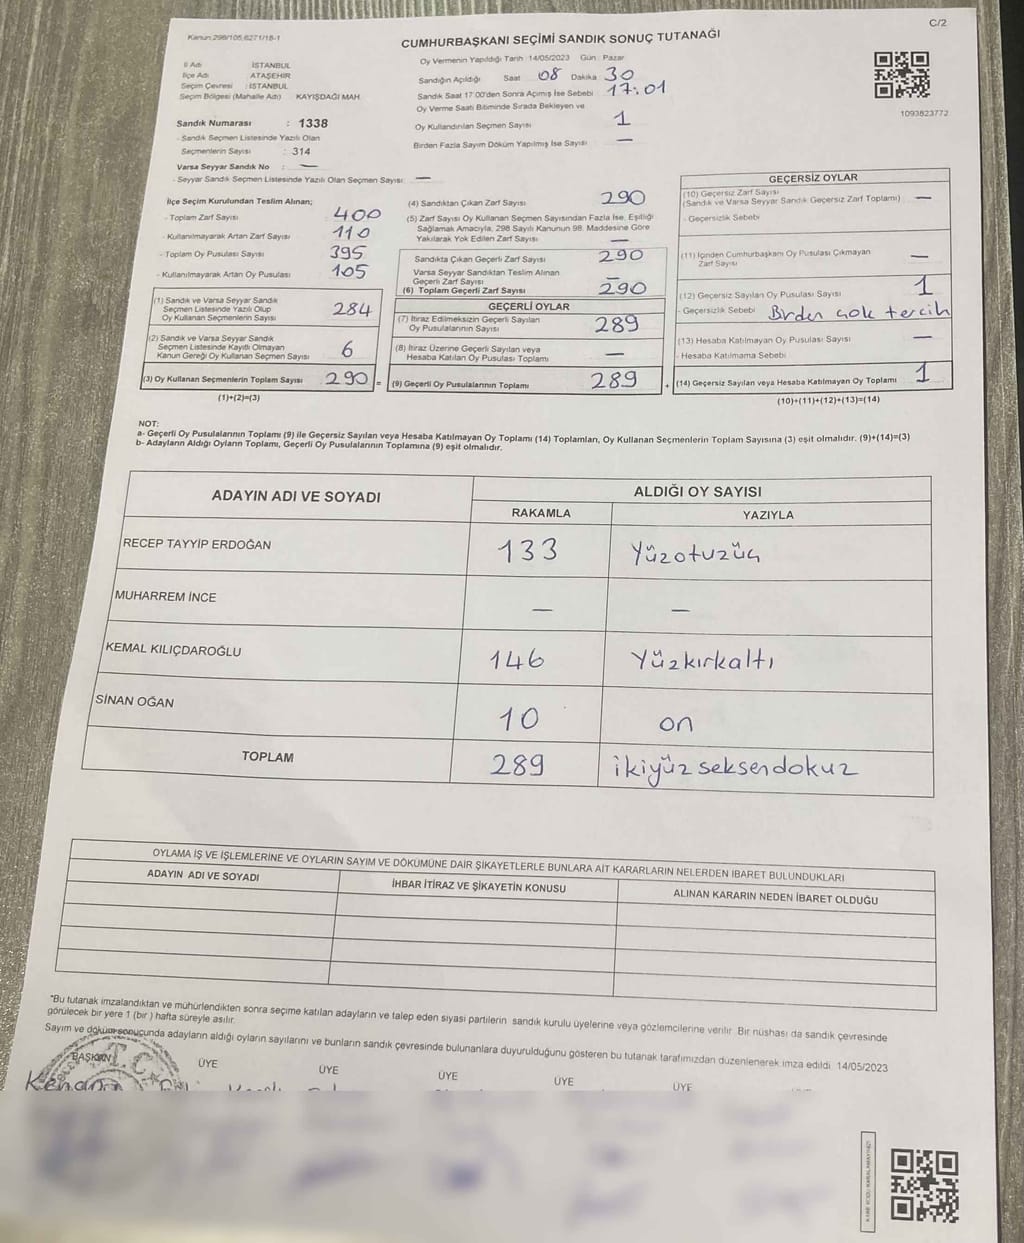 C/2
Kanun:298/105,6271/18-1
CUMHURBAŞKANI SEÇİMİ SANDIK SONUÇ TUTANAĞI
İl Adı : İSTANBUL
İlçe Adı : ATAŞEHİR
Seçim Çevresi : İSTANBUL
Seçim Bölgesi (Mahalle Adı) KAYIŞDAĞI MAH.
Oy Vermenin Yapıldığı Tarih 14/05/2023 Gün Pazar
Sandığın Açıldığı Saat 08 Dakika 30
Sandık Saat 17:00'den Sonra Açılmış İse Sebebi 17:01
Oy Verme Saati Bitiminde Sırada Bekleyen ve
Oy Kullandırılan Seçmen Sayısı 1
Birden Fazla Sayım Döküm Yapılmış İse Sayısı —
1093823772
Sandık Numarası : 1338
- Sandık Seçmen Listesinde Yazılı Olan
Seçmenlerin Sayısı : 314
Varsa Seyyar Sandık No : —
- Seyyar Sandık Seçmen Listesinde Yazılı Olan Seçmen Sayısı: —
İlçe Seçim Kurulundan Teslim Alınan;
- Toplam Zarf Sayısı 400
- Kullanılmayarak Artan Zarf Sayısı 110
- Toplam Oy Pusulası Sayısı 395
- Kullanılmayarak Artan Oy Pusulası 105
(1) Sandık ve Varsa Seyyar Sandık
Seçmen Listesinde Yazılı Olup
Oy Kullanan Seçmenlerin Sayısı 284
(2) Sandık ve Varsa Seyyar Sandık
Seçmen Listesinde Kayıtlı Olmayan
Kanun Gereği Oy Kullanan Seçmen Sayısı 6
(3) Oy Kullanan Seçmenlerin Toplam Sayısı 290 =
(1)+(2)=(3)
(4) Sandıktan Çıkan Zarf Sayısı 290
(5) Zarf Sayısı Oy Kullanan Seçmen Sayısından Fazla İse, Eşitliği
Sağlamak Amacıyla, 298 Sayılı Kanunun 98. Maddesine Göre
Yakılarak Yok Edilen Zarf Sayısı —
Sandıkta Çıkan Geçerli Zarf Sayısı 290
Varsa Seyyar Sandıktan Teslim Alınan
Geçerli Zarf Sayısı —
(6) Toplam Geçerli Zarf Sayısı 290
GEÇERLİ OYLAR
(7) İtiraz Edilmeksizin Geçerli Sayılan
Oy Pusulalarının Sayısı 289
(8) İtiraz Üzerine Geçerli Sayılan veya
Hesaba Katılan Oy Pusulası Toplamı —
(9) Geçerli Oy Pusulalarının Toplamı 289 +
GEÇERSİZ OYLAR
(10) Geçersiz Zarf Sayısı
(Sandık ve Varsa Seyyar Sandık Geçersiz Zarf Toplamı) —
- Geçersizlik Sebebi
(11) İçinden Cumhurbaşkanı Oy Pusulası Çıkmayan
Zarf Sayısı —
(12) Geçersiz Sayılan Oy Pusulası Sayısı 1
- Geçersizlik Sebebi Birden çok tercih
(13) Hesaba Katılmayan Oy Pusulası Sayısı —
- Hesaba Katılmama Sebebi
(14) Geçersiz Sayılan veya Hesaba Katılmayan Oy Toplamı 1
(10)+(11)+(12)+(13)=(14)
NOT:
a- Geçerli Oy Pusulalarının Toplamı (9) ile Geçersiz Sayılan veya Hesaba Katılmayan Oy Toplamı (14) Toplamları, Oy Kullanan Seçmenlerin Toplam Sayısına (3) eşit olmalıdır. (9)+(14)=(3)
b- Adayların Aldığı Oyların Toplamı, Geçerli Oy Pusulalarının Toplamına (9) eşit olmalıdır.
ADAYIN ADI VE SOYADI
ALDIĞI OY SAYISI
RAKAMLA YAZIYLA
RECEP TAYYİP ERDOĞAN 133 Yüzotuzüç
MUHARREM İNCE — —
KEMAL KILIÇDAROĞLU 146 Yüzkırkaltı
SİNAN OĞAN 10 on
TOPLAM 289 ikiyüzseksendokuz
OYLAMA İŞ VE İŞLEMLERİNE VE OYLARIN SAYIM VE DÖKÜMÜNE DAİR ŞİKAYETLERLE BUNLARA AİT KARARLARIN NELERDEN İBARET BULUNDUKLARI
ADAYIN ADI VE SOYADI İHBAR İTİRAZ VE ŞİKAYETİN KONUSU ALINAN KARARIN NEDEN İBARET OLDUĞU
*Bu tutanak imzalandıktan ve mühürlendikten sonra seçime katılan adayların ve talep eden siyasi partilerin sandık kurulu üyelerine veya gözlemcilerine verilir. Bir nüshası da sandık çevresinde
görülecek bir yere 1 (bir) hafta süreyle asılır.
Sayım ve döküm sonucunda adayların aldığı oyların sayılarını ve bunların sandık çevresinde bulunanlara duyurulduğunu gösteren bu tutanak tarafımızdan düzenlenerek imza edildi. 14/05/2023
BAŞKAN ÜYE ÜYE ÜYE ÜYE ÜYE
T.C.
Kenan